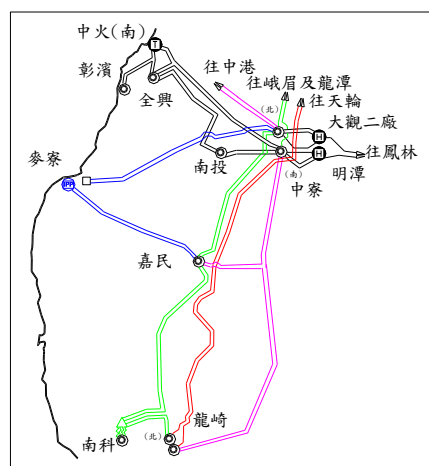 中火(南)
T
彰濱
全興
往中港
往峨眉及龍潭
往天輪
(北)
大觀二廠
H
往鳳林
H
明潭
南投
(南)
中寮
麥寮
IPP
嘉民
龍崎
(北)
南科